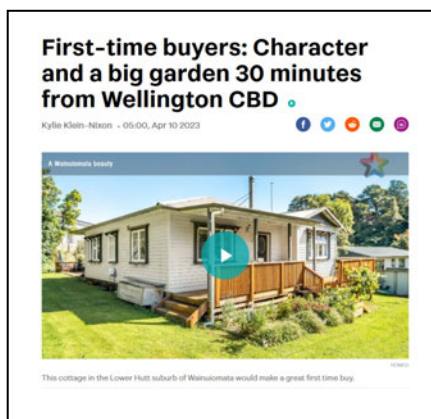 First-time buyers: Character
and a big garden 30 minutes
from Wellington CBD
Kylie Klein-Nixon • 05:00, Apr 10 2023
A Wainuiomata beauty
HOMED
This cottage in the Lower Hutt suburb of Wainuiomata would make a great first time buy.